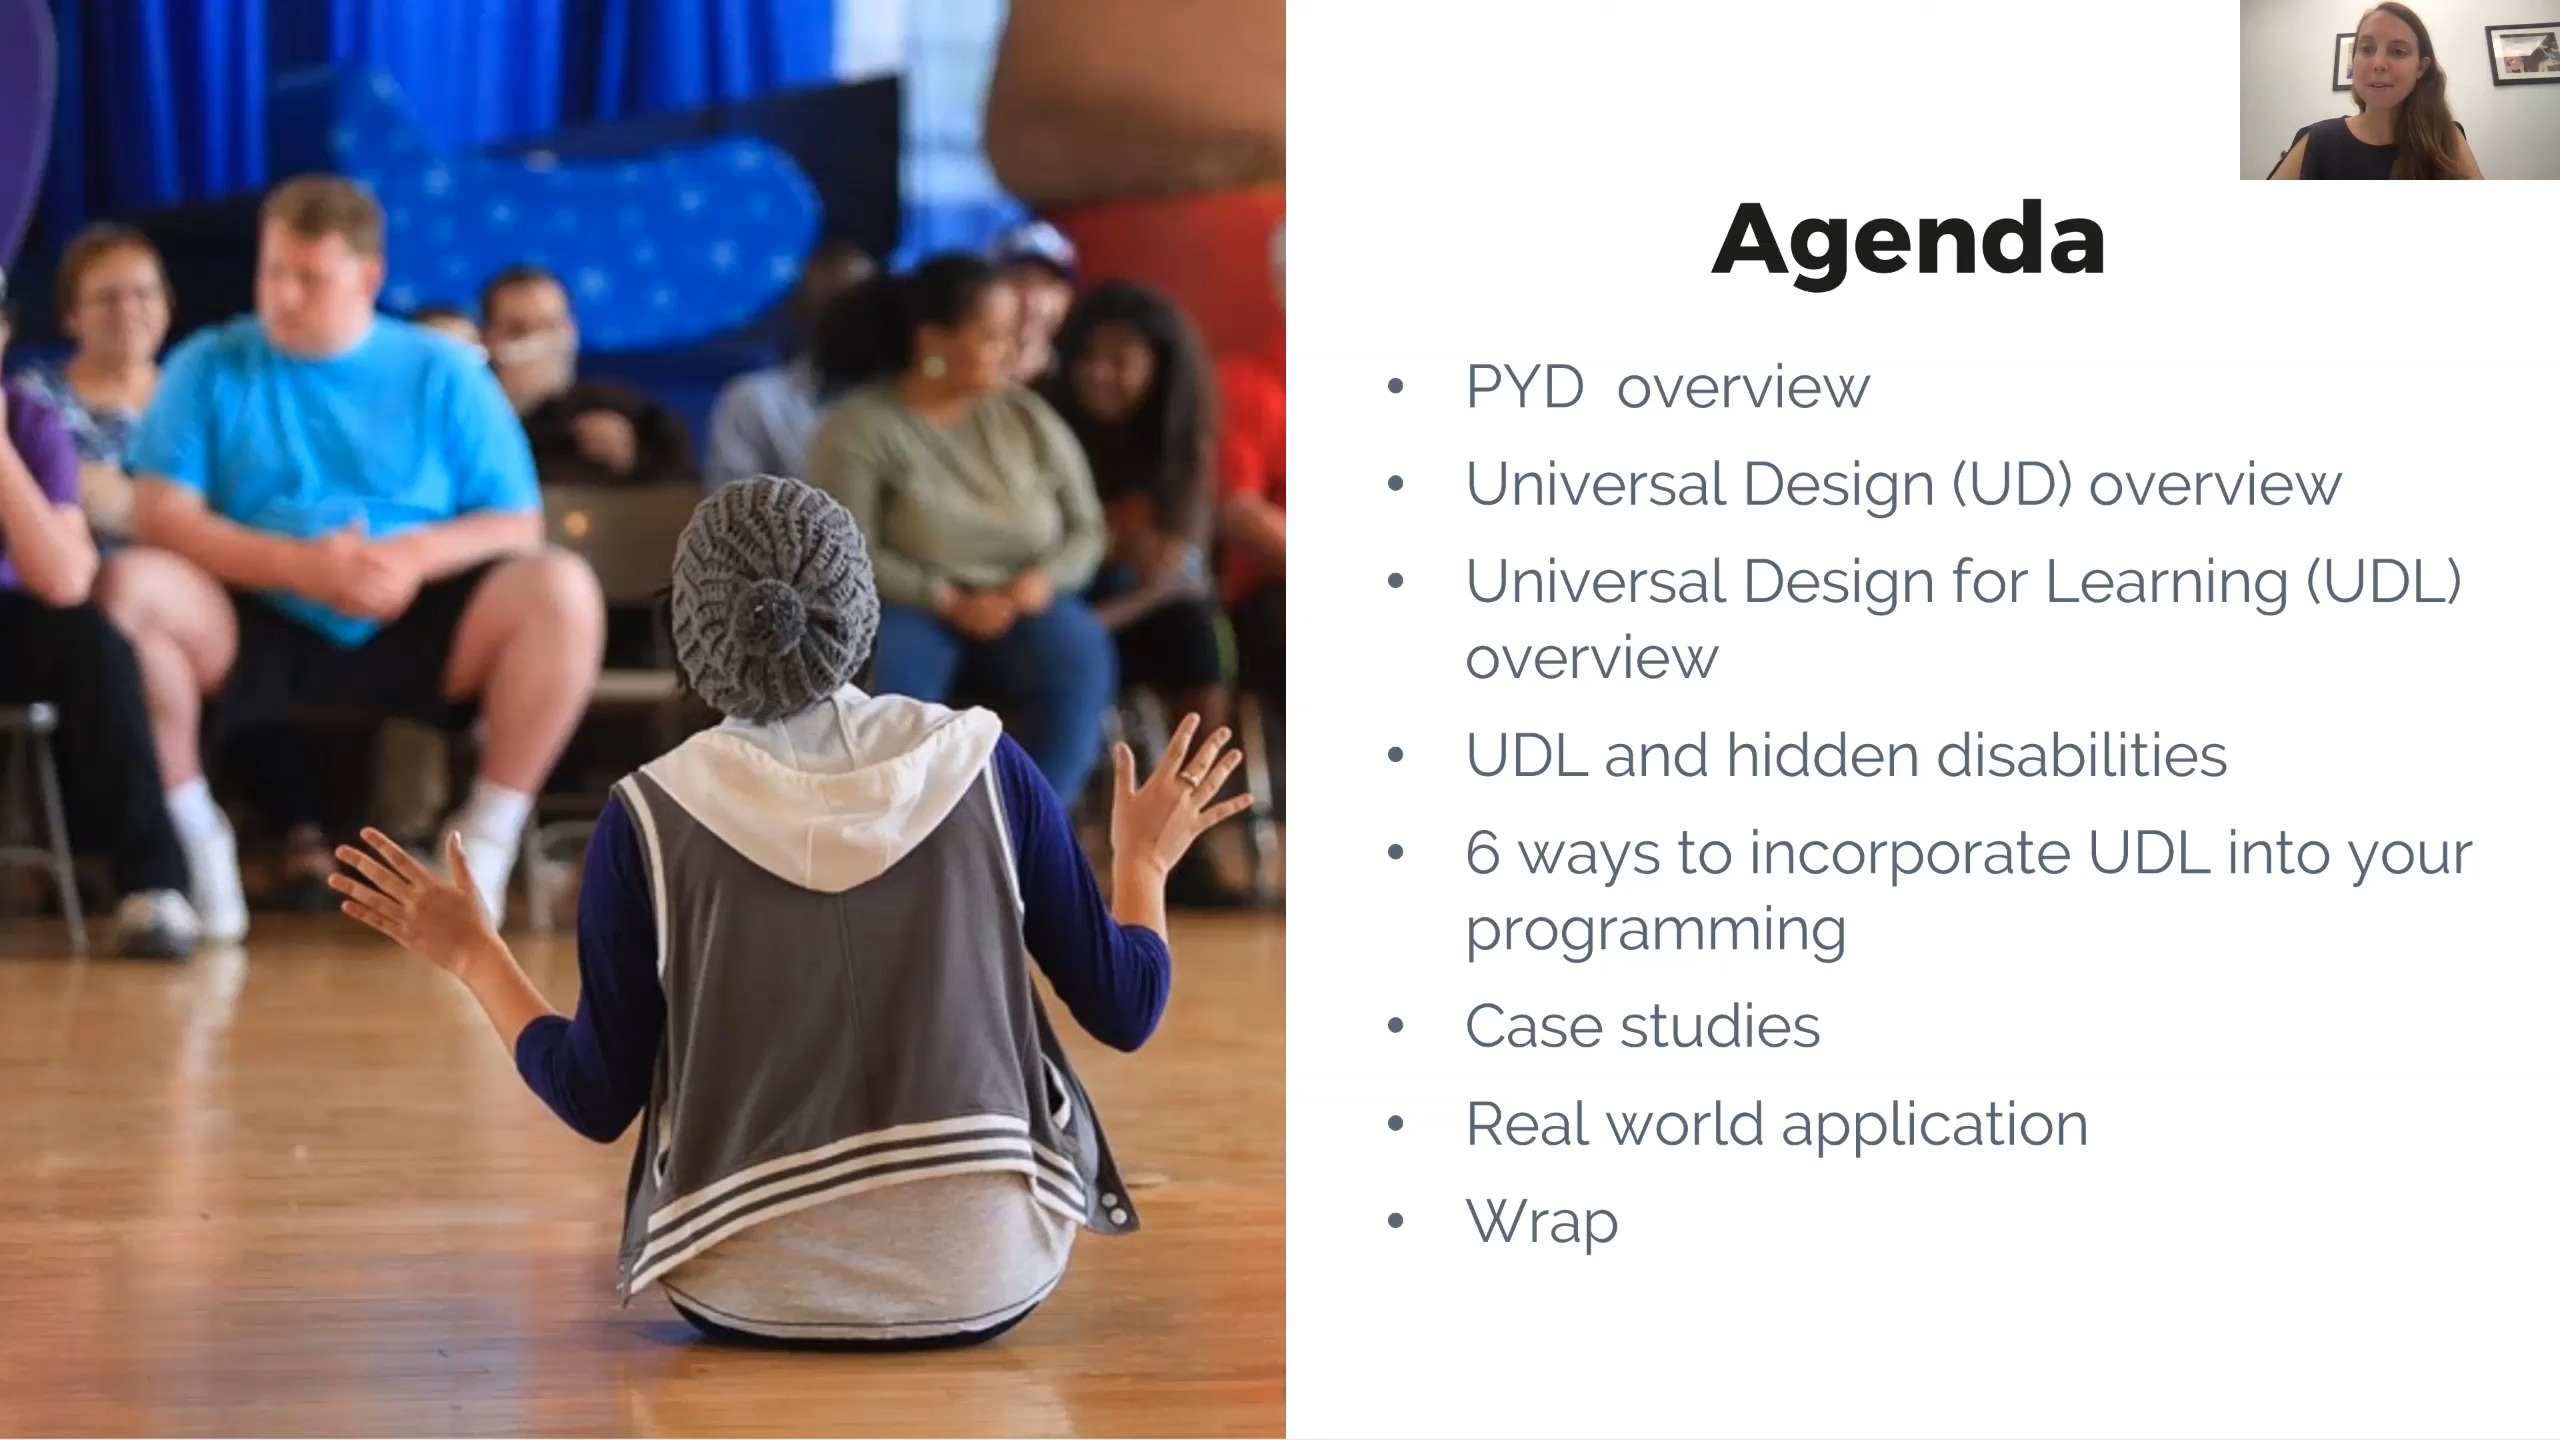 Agenda
• PYD  overview
• Universal Design (UD) overview
• Universal Design for Learning (UDL)
overview
• UDL and hidden disabilities
• 6 ways to incorporate UDL into your
programming
• Case studies
• Real world application
• Wrap